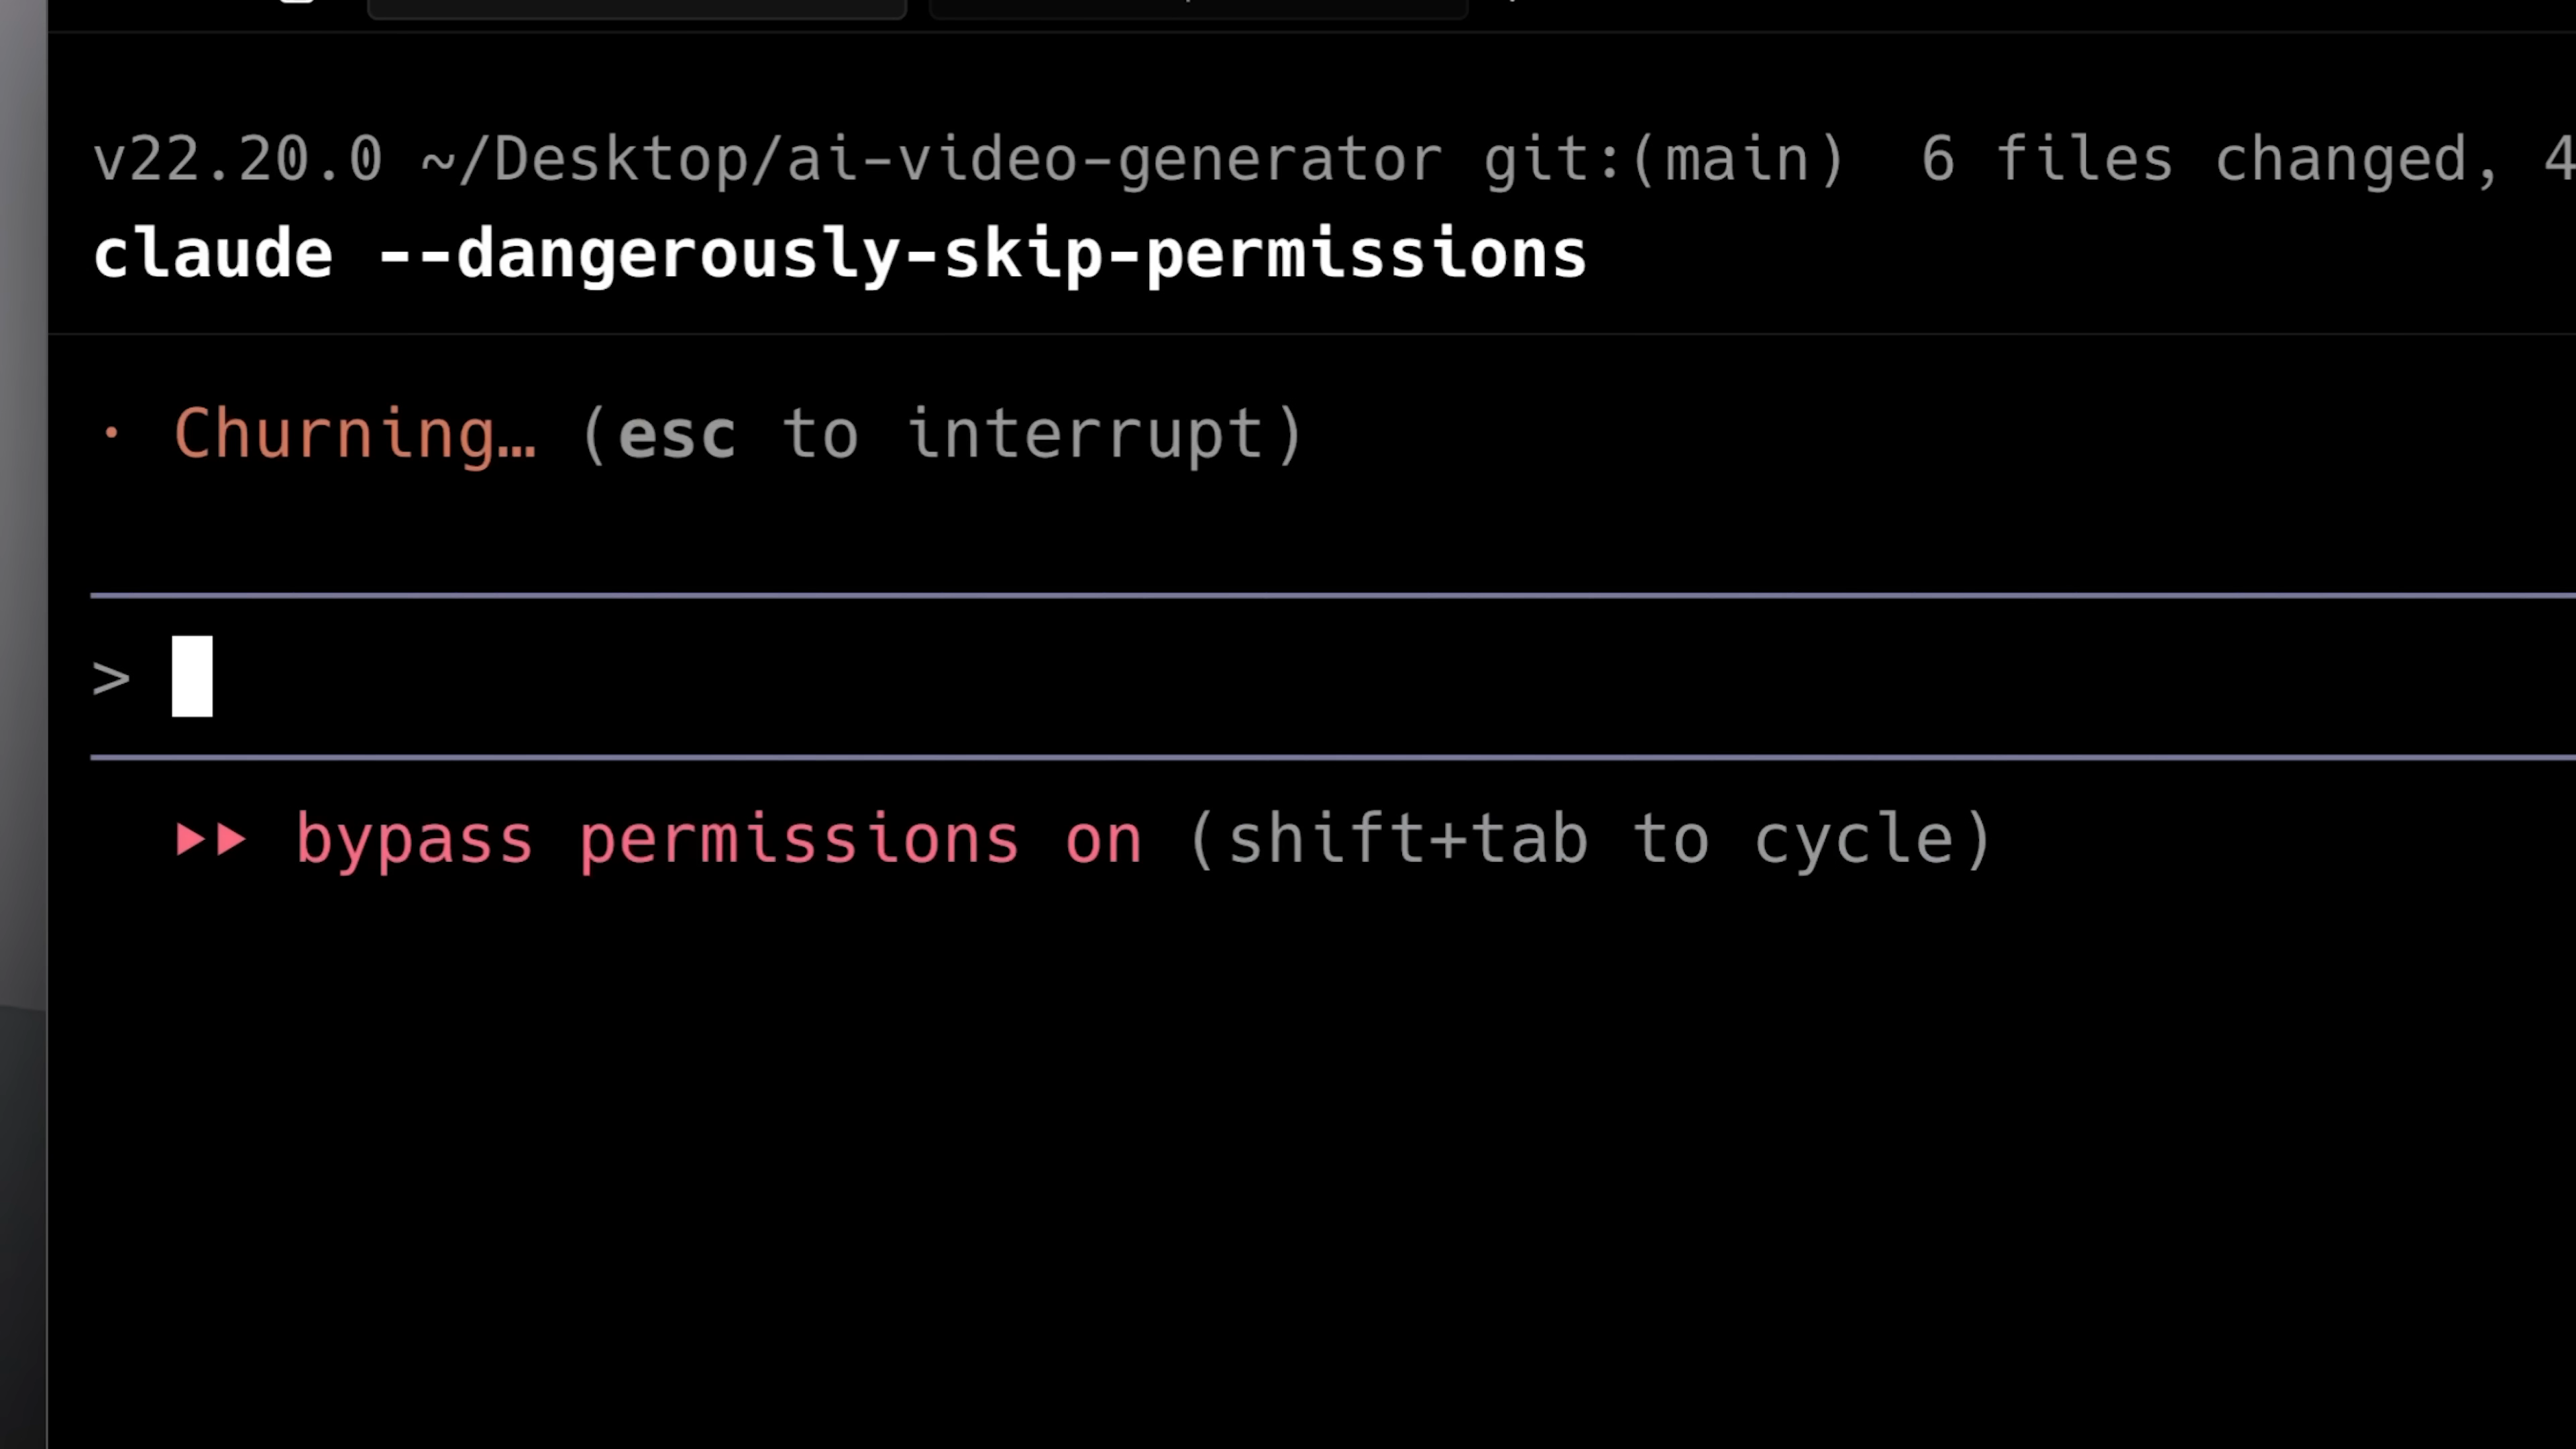 v22.20.0 ~/Desktop/ai-video-generator git:(main) 6 files changed, 4
claude --dangerously-skip-permissions
· Churning… (esc to interrupt)
>
▶▶ bypass permissions on (shift+tab to cycle)